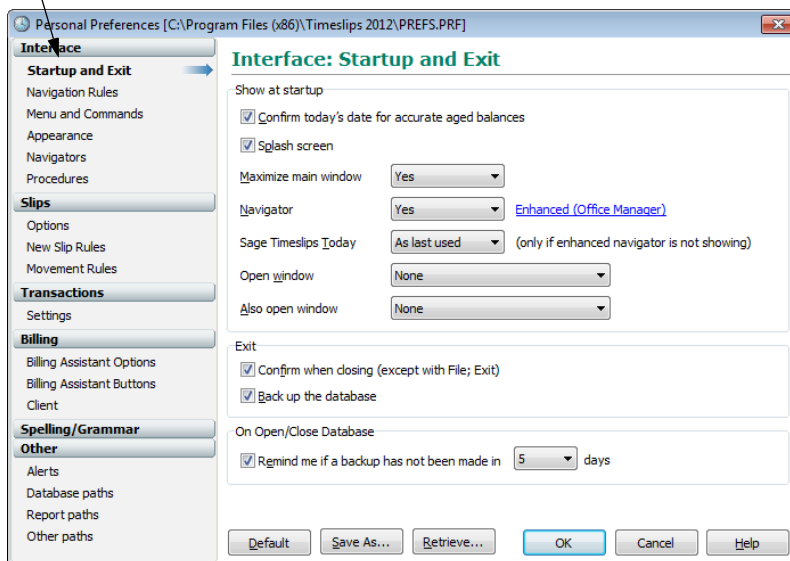 Personal Preferences [C:\Program Files (x86)\Timeslips 2012\PREFS.PRF]
Interface
Startup and Exit
Navigation Rules
Menu and Commands
Appearance
Navigators
Procedures
Slips
Options
New Slip Rules
Movement Rules
Transactions
Settings
Billing
Billing Assistant Options
Billing Assistant Buttons
Client
Spelling/Grammar
Other
Alerts
Database paths
Report paths
Other paths
Interface: Startup and Exit
Show at startup
Confirm today's date for accurate aged balances
Splash screen
Maximize main window Yes
Navigator Yes Enhanced (Office Manager)
Sage Timeslips Today As last used (only if enhanced navigator is not showing)
Open window None
Also open window None
Exit
Confirm when closing (except with File; Exit)
Back up the database
On Open/Close Database
Remind me if a backup has not been made in 5 days
Default Save As... Retrieve... OK Cancel Help